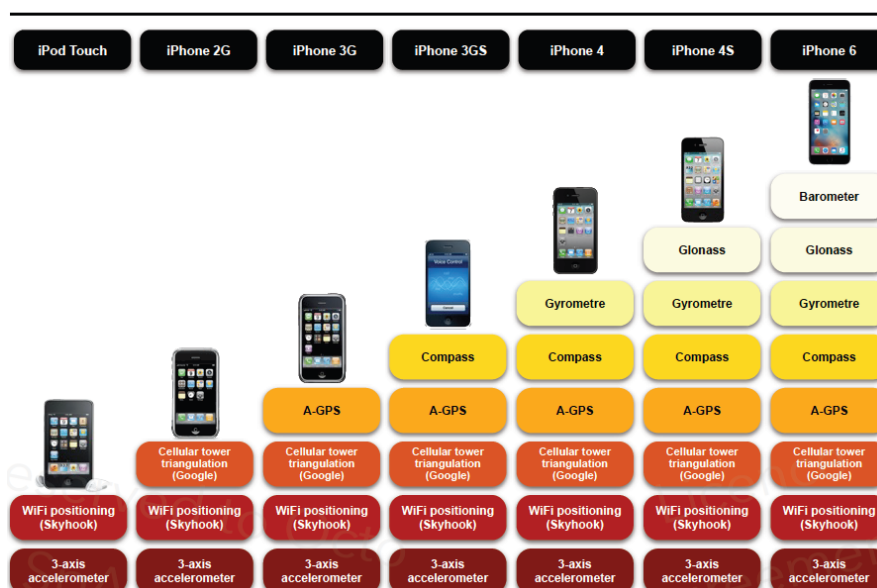 iPod Touch
iPhone 2G
iPhone 3G
iPhone 3GS
iPhone 4
iPhone 4S
iPhone 6
Barometer
Glonass
Glonass
Gyrometre
Gyrometre
Gyrometre
Voice Control
Compass
Compass
Compass
Compass
A-GPS
A-GPS
A-GPS
A-GPS
A-GPS
Cellular tower
triangulation
(Google)
Cellular tower
triangulation
(Google)
Cellular tower
triangulation
(Google)
Cellular tower
triangulation
(Google)
Cellular tower
triangulation
(Google)
Cellular tower
triangulation
(Google)
WiFi positioning
(Skyhook)
WiFi positioning
(Skyhook)
WiFi positioning
(Skyhook)
WiFi positioning
(Skyhook)
WiFi positioning
(Skyhook)
WiFi positioning
(Skyhook)
WiFi positioning
(Skyhook)
3-axis
accelerometer
3-axis
accelerometer
3-axis
accelerometer
3-axis
accelerometer
3-axis
accelerometer
3-axis
accelerometer
3-axis
accelerometer